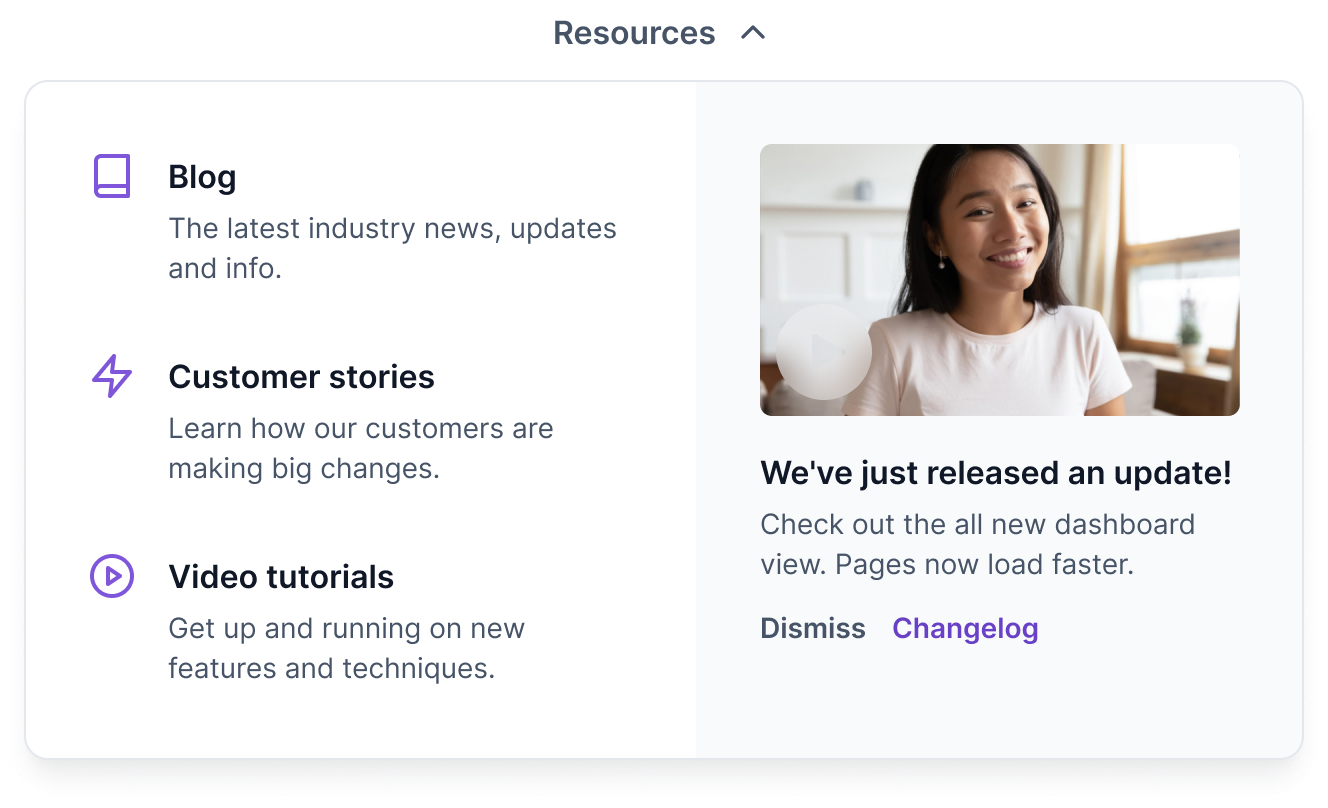 Resources
Blog
The latest industry news, updates
and info.
Customer stories
Learn how our customers are
making big changes.
Video tutorials
Get up and running on new
features and techniques.
We've just released an update!
Check out the all new dashboard
view. Pages now load faster.
Dismiss Changelog